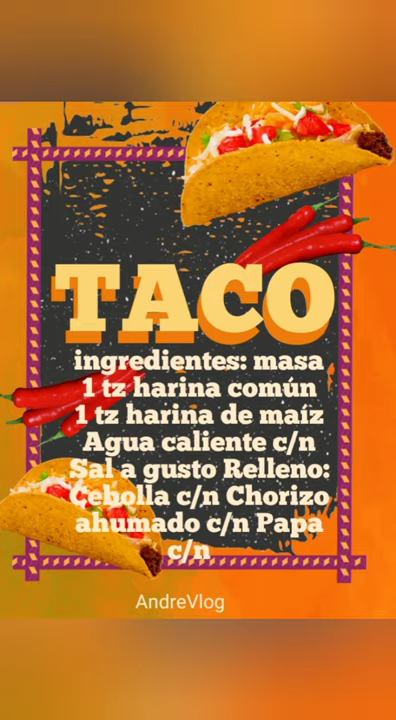 TACO
ingredientes: masa
1 tz harina común
1 tz harina de maíz
Agua caliente c/n
Sal a gusto Relleno:
Cebolla c/n Chorizo
ahumado c/n Papa
c/n
AndreVlog